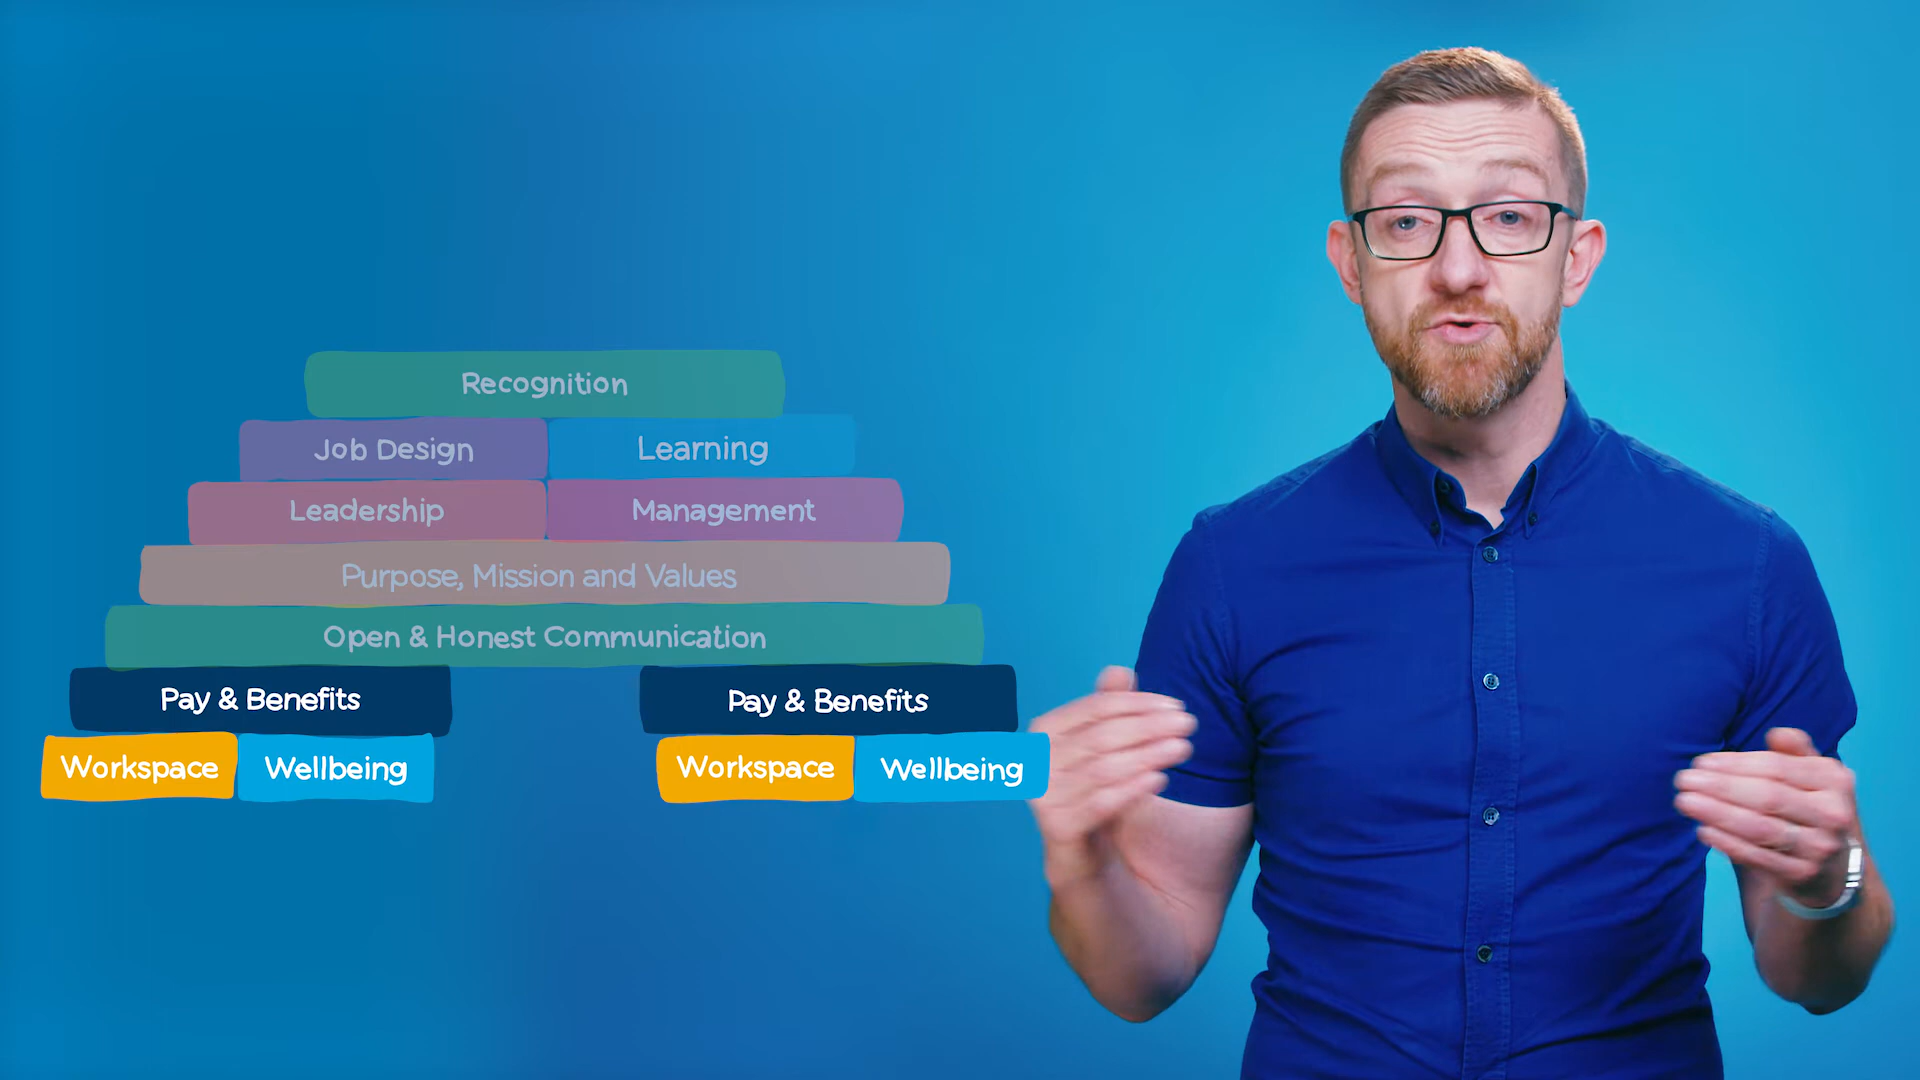 Recognition
Job Design Learning
Leadership Management
Purpose, Mission and Values
Open & Honest Communication
Pay & Benefits Pay & Benefits
Workspace Wellbeing Workspace Wellbeing